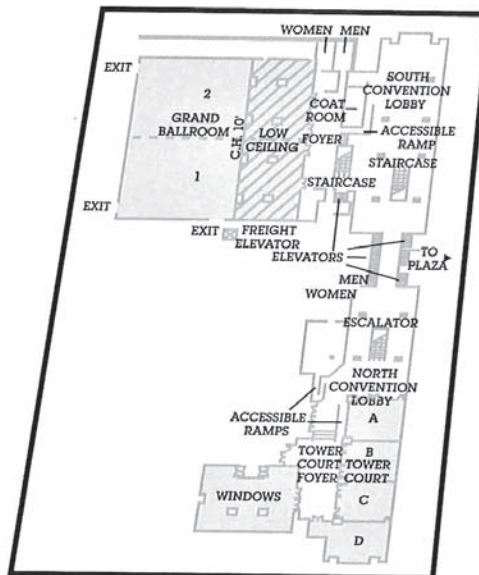 WOMEN MEN
EXIT
2
GRAND
BALLROOM
C.H. 10'
LOW
CEILING
1
SOUTH
CONVENTION
LOBBY
COAT
ROOM
ACCESSIBLE
RAMP
FOYER
STAIRCASE
STAIRCASE
EXIT
EXIT
FREIGHT
ELEVATOR
ELEVATORS
TO
PLAZA
MEN
WOMEN
ESCALATOR
NORTH
CONVENTION
LOBBY
ACCESSIBLE
RAMPS
A
TOWER
COURT
FOYER
B
TOWER
COURT
WINDOWS
C
D